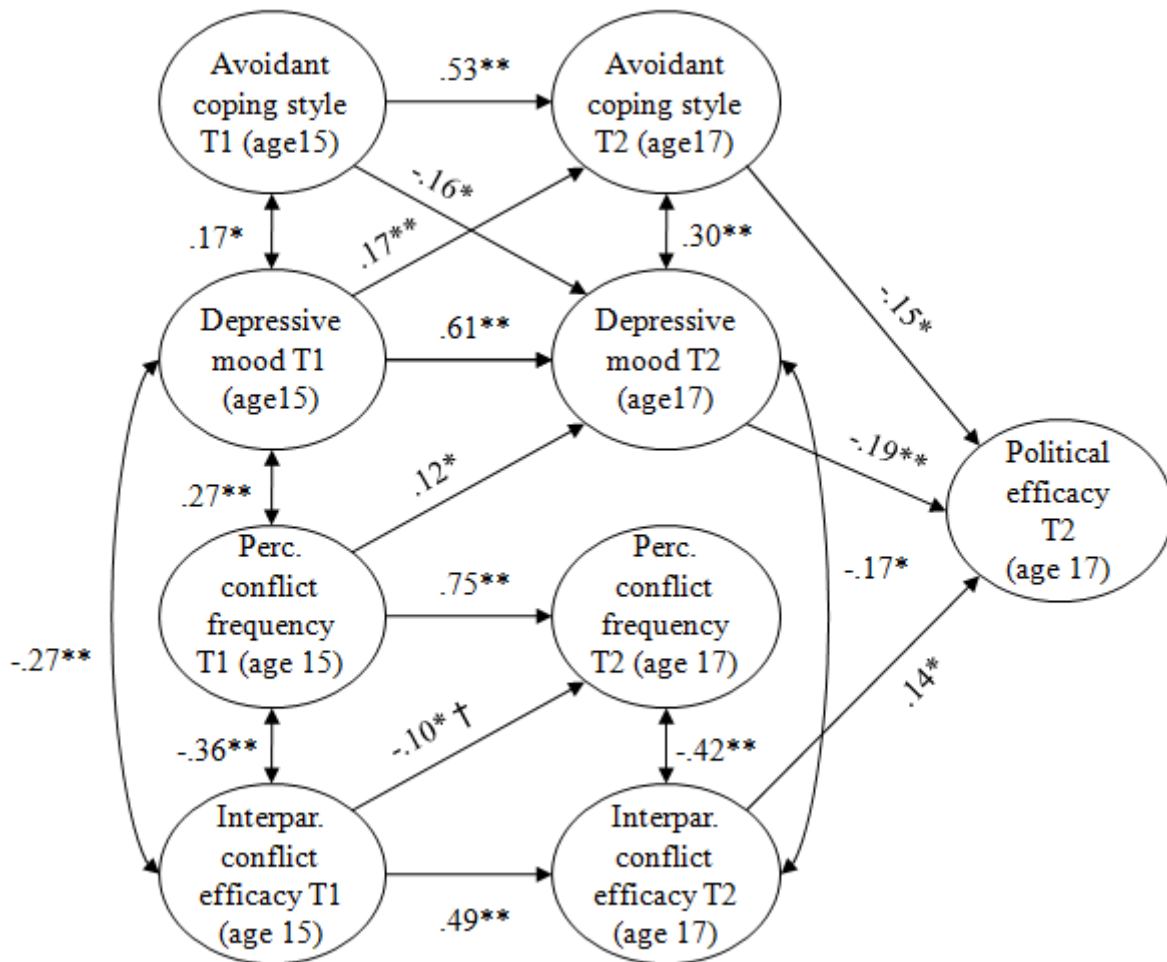 Avoidant
coping style
T1 (age15)
.53**
Avoidant
coping style
T2 (age17)
-.16*
.17*
.17**
.30**
-.15*
Depressive
mood T1
(age15)
.61**
Depressive
mood T2
(age17)
-.19**
Political
efficacy
T2
(age 17)
.27**
.12*
-.17*
Perc.
conflict
frequency
T1 (age 15)
.75**
Perc.
conflict
frequency
T2 (age 17)
-.27**
-.36**
-.10* †
-.42**
.14*
Interpar.
conflict
efficacy T1
(age 15)
.49**
Interpar.
conflict
efficacy T2
(age 17)